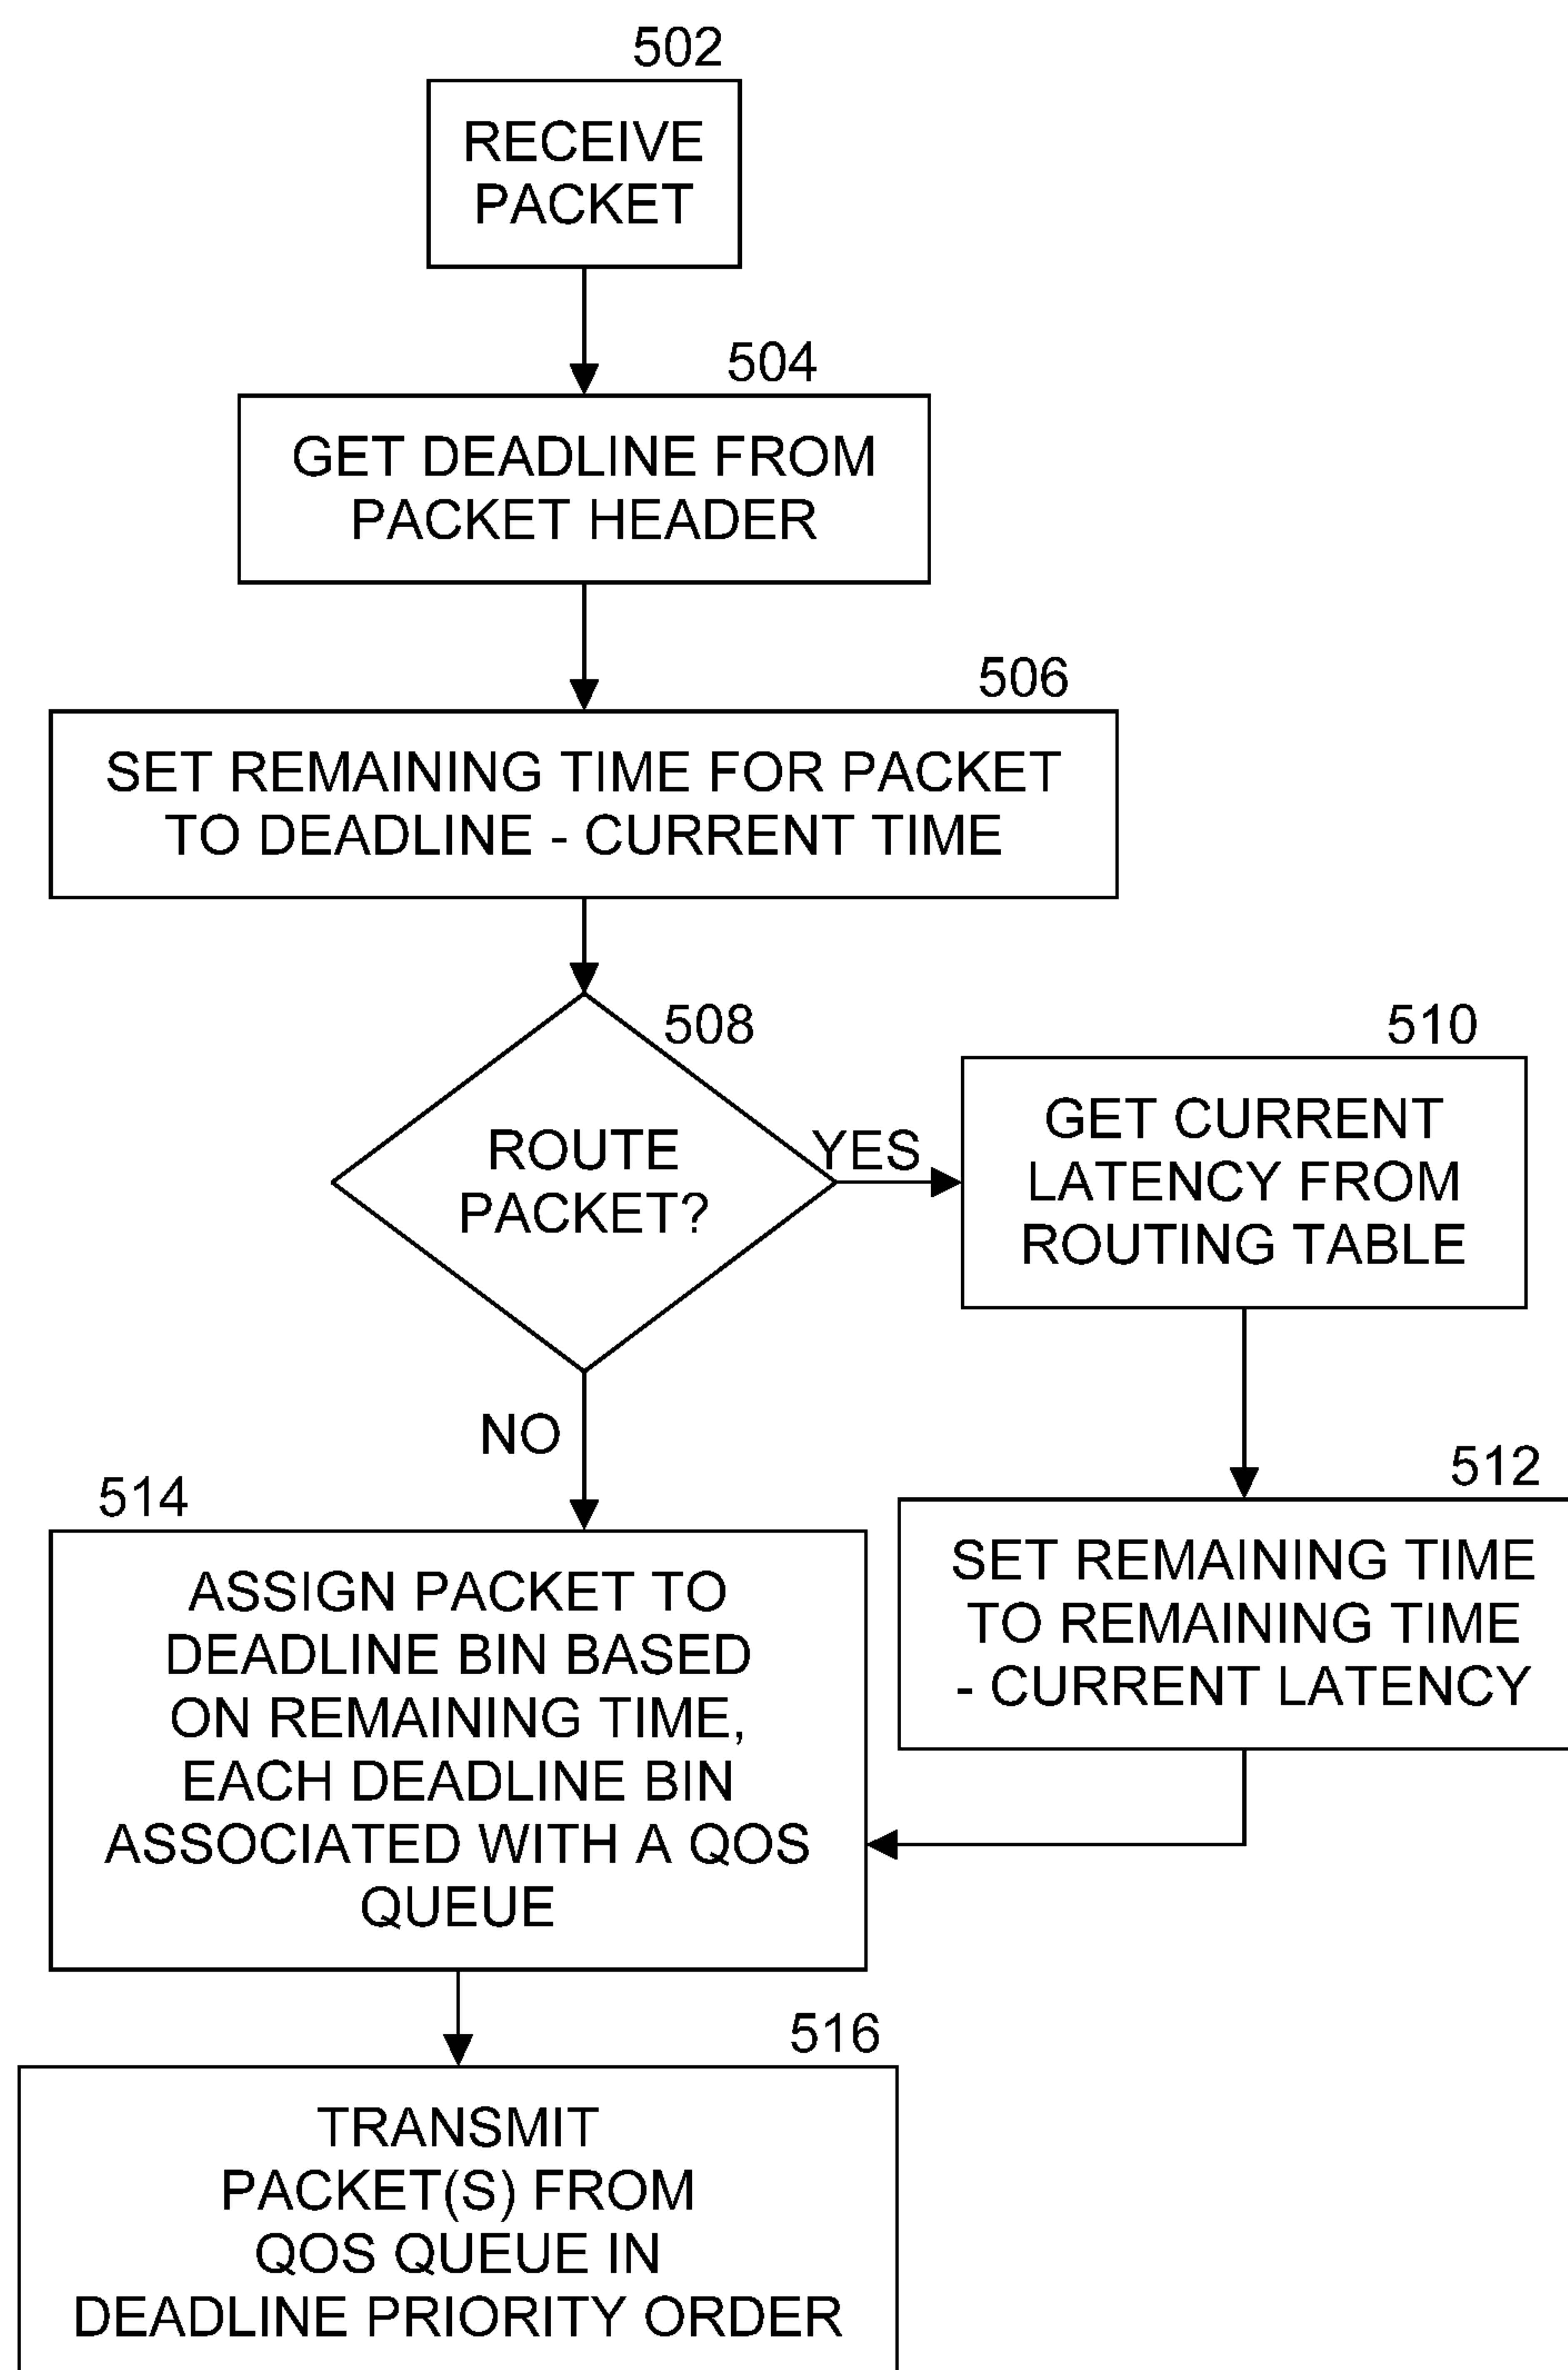 502
RECEIVE
PACKET
504
GET DEADLINE FROM
PACKET HEADER
506
SET REMAINING TIME FOR PACKET
TO DEADLINE - CURRENT TIME
508
ROUTE
PACKET?
YES
510
GET CURRENT
LATENCY FROM
ROUTING TABLE
NO
512
SET REMAINING TIME
TO REMAINING TIME
- CURRENT LATENCY
514
ASSIGN PACKET TO
DEADLINE BIN BASED
ON REMAINING TIME,
EACH DEADLINE BIN
ASSOCIATED WITH A QOS
QUEUE
516
TRANSMIT
PACKET(S) FROM
QOS QUEUE IN
DEADLINE PRIORITY ORDER